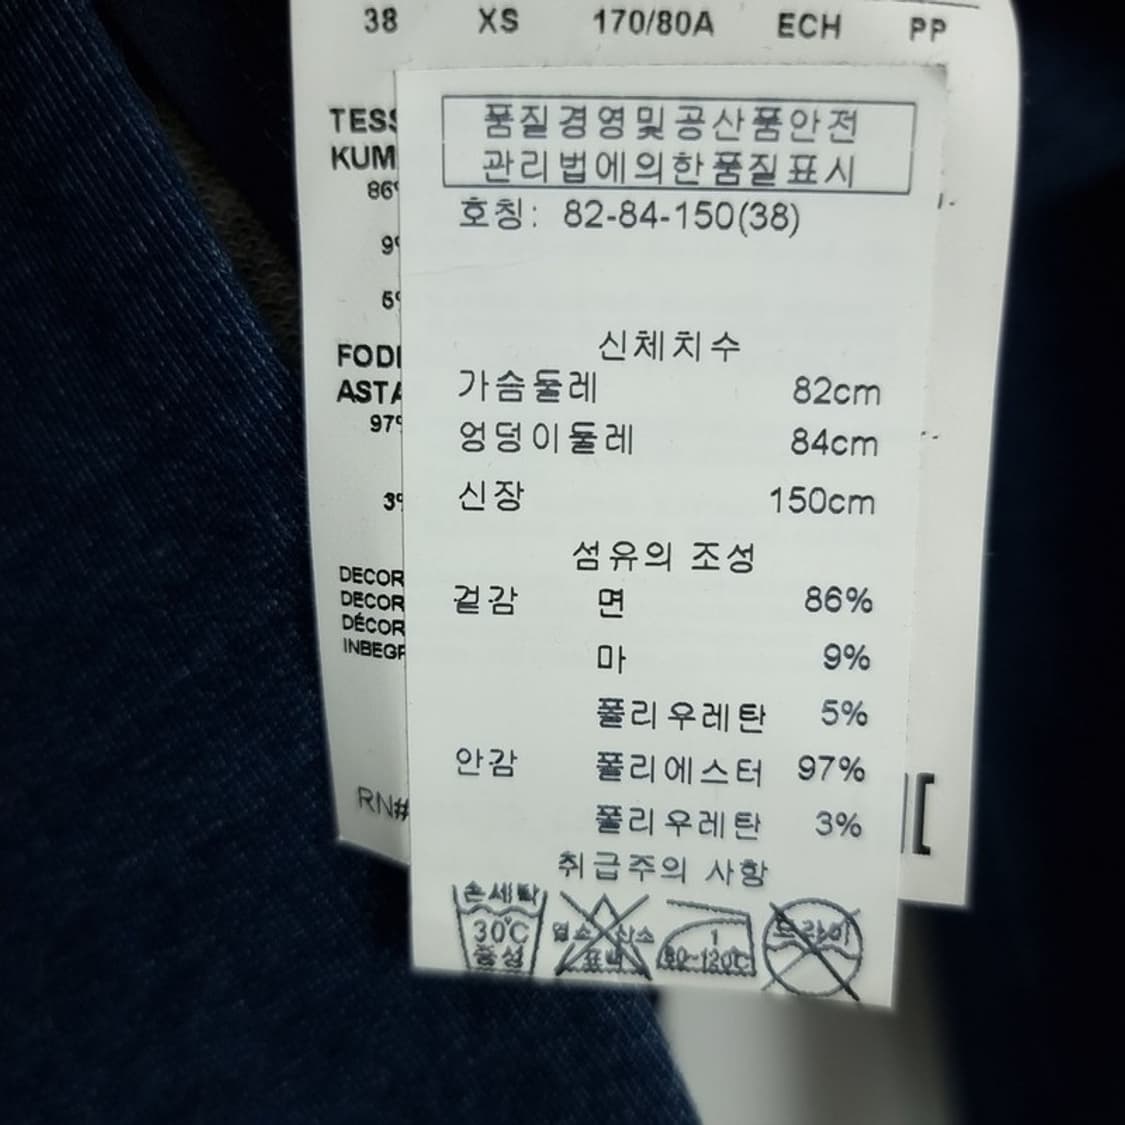 38 XS 170/80A ECH PP
TESS
KUM
86%
9%
5%
FODE
ASTA
97%
3%
DECOR
DECOR
DÉCOR
INBEGR
RN#
품질경영및공산품안전
관리법에의한품질표시
호칭: 82-84-150(38)
신체치수
가슴둘레 82cm
엉덩이둘레 84cm
신장 150cm
섬유의 조성
겉감 면 86%
마 9%
폴리우레탄 5%
안감 폴리에스터 97%
폴리우레탄 3%
취급주의 사항
손세탁
30℃
중성
염소 산소
표백
1
80~120℃
드라이